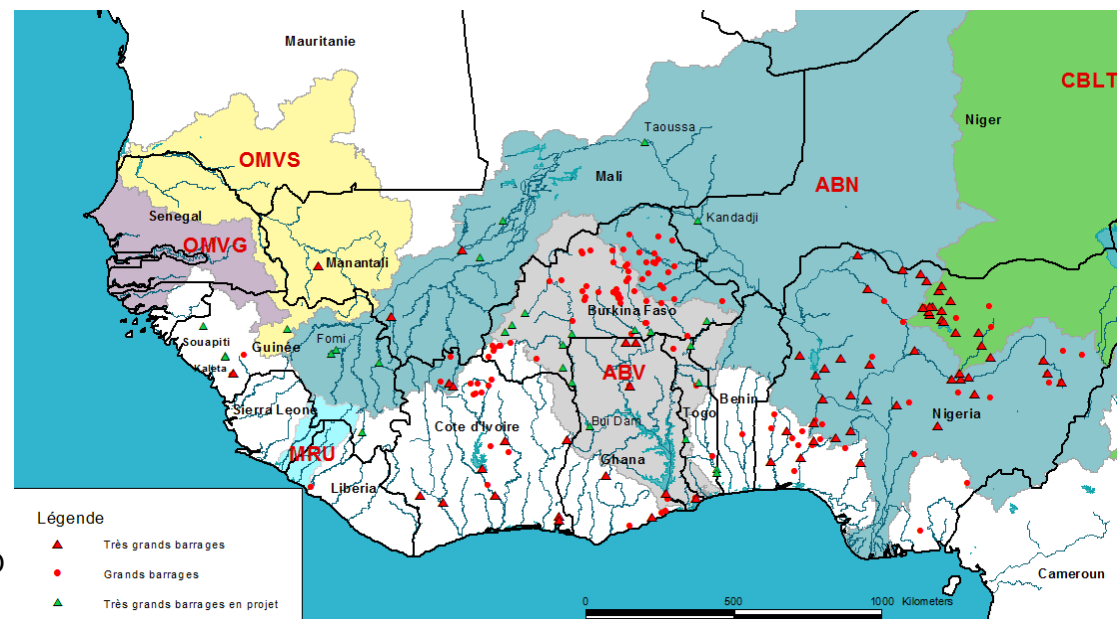 Mauritanie
CBLT
Niger
Taoussa
OMVS
Mali
ABN
Senegal
Kandadji
OMVG
Manantali
Burkina Faso
Souapiti
Guinée
Fomi
Kaleta
ABV
Benin
Sierra Leone
Togo
Nigeria
Cote d'Ivoire
Bui Dam
MRU
Ghana
Liberia
Légende
Très grands barrages
Grands barrages
Très grands barrages en projet
Cameroun
0 500 1000 Kilometers